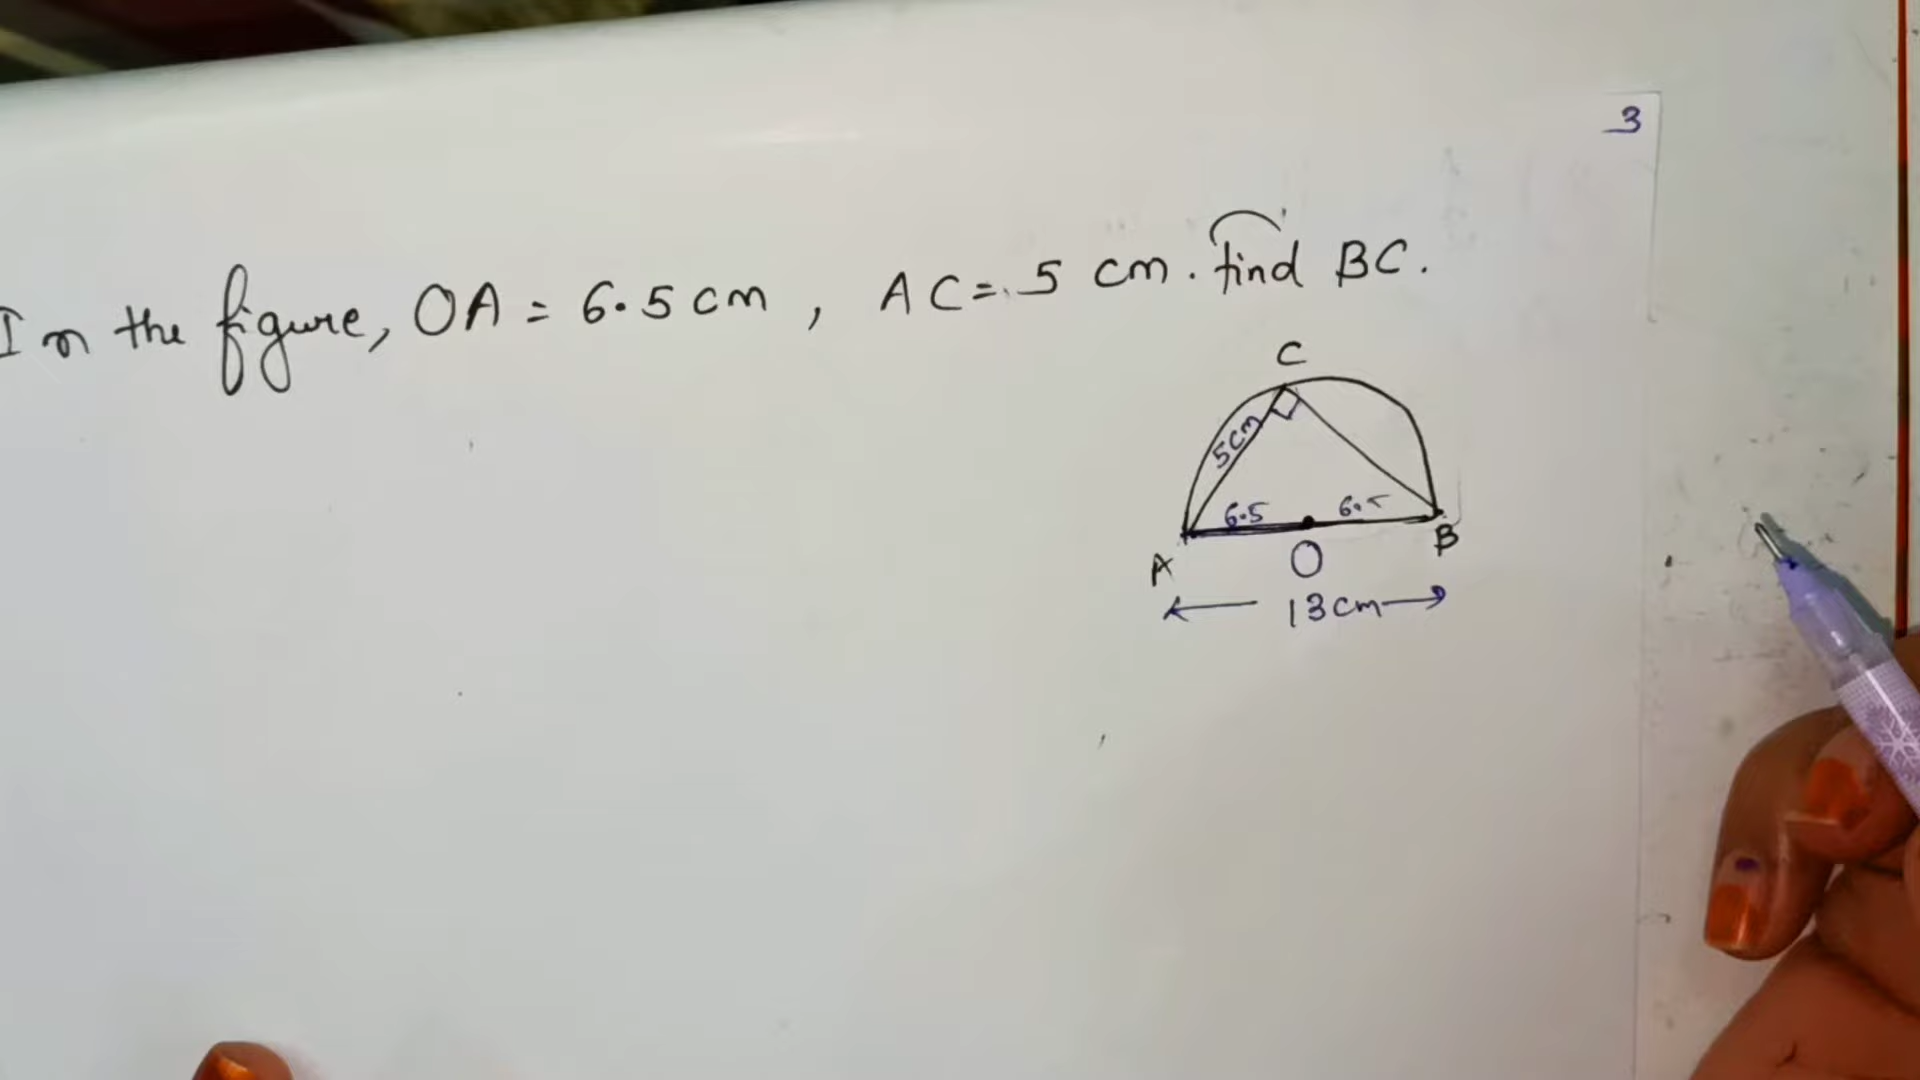 3
In the figure, OA = 6.5 cm, AC = 5 cm. find BC.
C
5cm
6.5 6.5
A O B
13cm